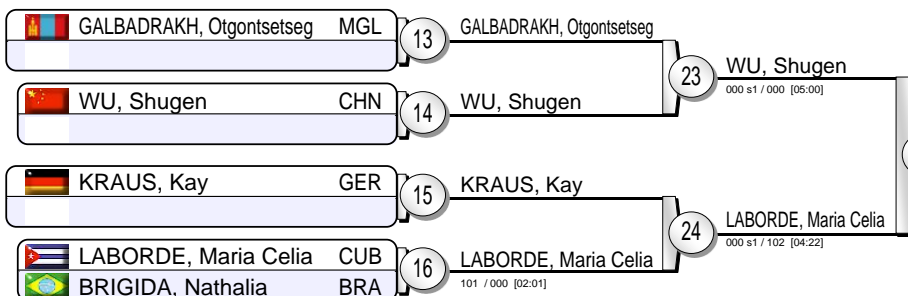 GALBADRAKH, Otgontsetseg MGL
13
GALBADRAKH, Otgontsetseg
WU, Shugen CHN
14
WU, Shugen
23
WU, Shugen
000 s1 / 000 [05:00]
KRAUS, Kay GER
15
KRAUS, Kay
LABORDE, Maria Celia CUB
BRIGIDA, Nathalia BRA
16
LABORDE, Maria Celia
101 / 000 [02:01]
24
LABORDE, Maria Celia
000 s1 / 102 [04:22]